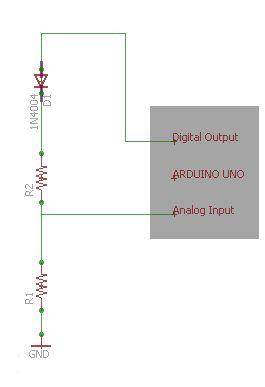 1N4004
D1
Digital Output
ARDUINO UNO
R2
Analog Input
R1
GND